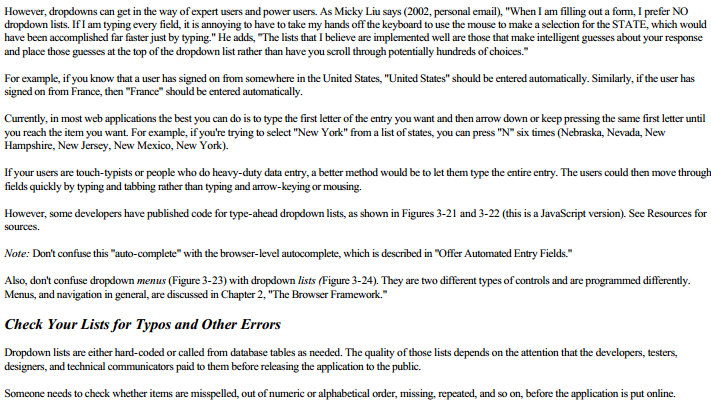 However, dropdowns can get in the way of expert users and power users. As Micky Liu says (2002, personal email), "When I am filling out a form, I prefer NO
dropdown lists. If I am typing every field, it is annoying to have to take my hands off the keyboard to use the mouse to make a selection for the STATE, which would
have been accomplished far faster just by typing." He adds, "The lists that I believe are implemented well are those that make intelligent guesses about your response
and place those guesses at the top of the dropdown list rather than have you scroll through potentially hundreds of choices."
For example, if you know that a user has signed on from somewhere in the United States, "United States" should be entered automatically. Similarly, if the user has
signed on from France, then "France" should be entered automatically.
Currently, in most web applications the best you can do is to type the first letter of the entry you want and then arrow down or keep pressing the same first letter until
you reach the item you want. For example, if you're trying to select "New York" from a list of states, you can press "N" six times (Nebraska, Nevada, New
Hampshire, New Jersey, New Mexico, New York).
If your users are touch-typists or people who do heavy-duty data entry, a better method would be to let them type the entire entry. The users could then move through
fields quickly by typing and tabbing rather than typing and arrow-keying or mousing.
However, some developers have published code for type-ahead dropdown lists, as shown in Figures 3-21 and 3-22 (this is a JavaScript version). See Resources for
sources.
Note: Don't confuse this "auto-complete" with the browser-level autocomplete, which is described in "Offer Automated Entry Fields."
Also, don't confuse dropdown menus (Figure 3-23) with dropdown lists (Figure 3-24). They are two different types of controls and are programmed differently.
Menus, and navigation in general, are discussed in Chapter 2, "The Browser Framework."
Check Your Lists for Typos and Other Errors
Dropdown lists are either hard-coded or called from database tables as needed. The quality of those lists depends on the attention that the developers, testers,
designers, and technical communicators paid to them before releasing the application to the public.
Someone needs to check whether items are misspelled, out of numeric or alphabetical order, missing, repeated, and so on, before the application is put online.